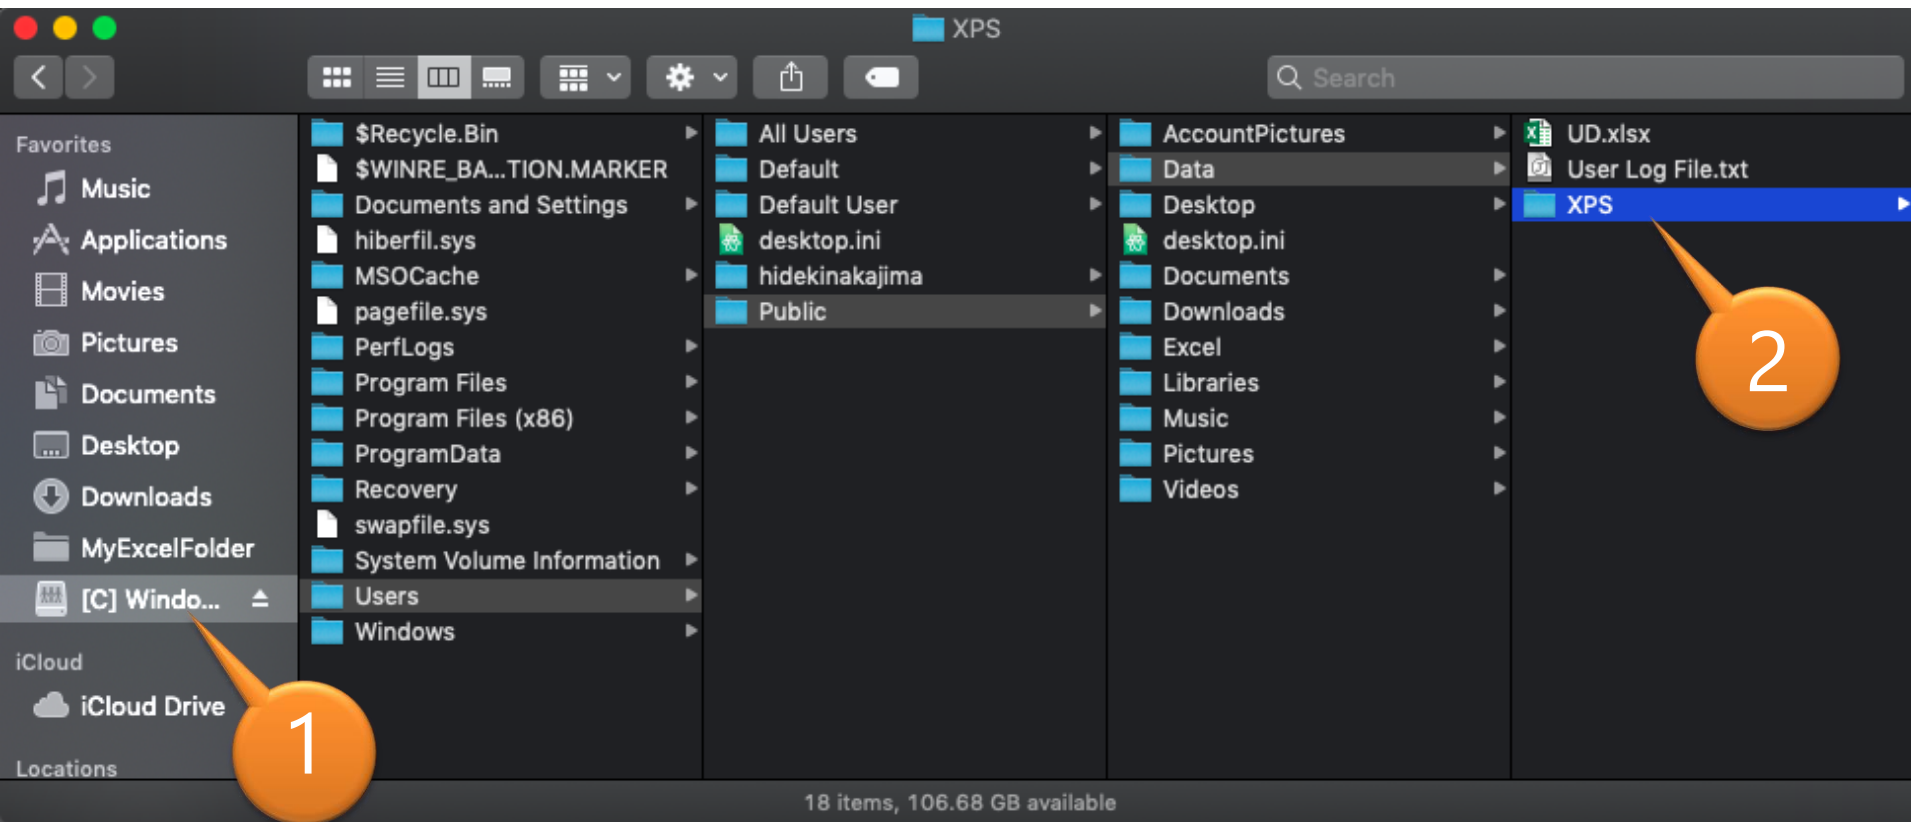 XPS
Search
Favorites
Music
Applications
Movies
Pictures
Documents
Desktop
Downloads
MyExcelFolder
[C] Windo...
iCloud
iCloud Drive
Locations
$Recycle.Bin
$WINRE_BA...TION.MARKER
Documents and Settings
hiberfil.sys
MSOCache
pagefile.sys
PerfLogs
Program Files
Program Files (x86)
ProgramData
Recovery
swapfile.sys
System Volume Information
Users
Windows
All Users
Default
Default User
desktop.ini
hidekinakajima
Public
AccountPictures
Data
Desktop
desktop.ini
Documents
Downloads
Excel
Libraries
Music
Pictures
Videos
UD.xlsx
User Log File.txt
XPS
1
2
18 items, 106.68 GB available